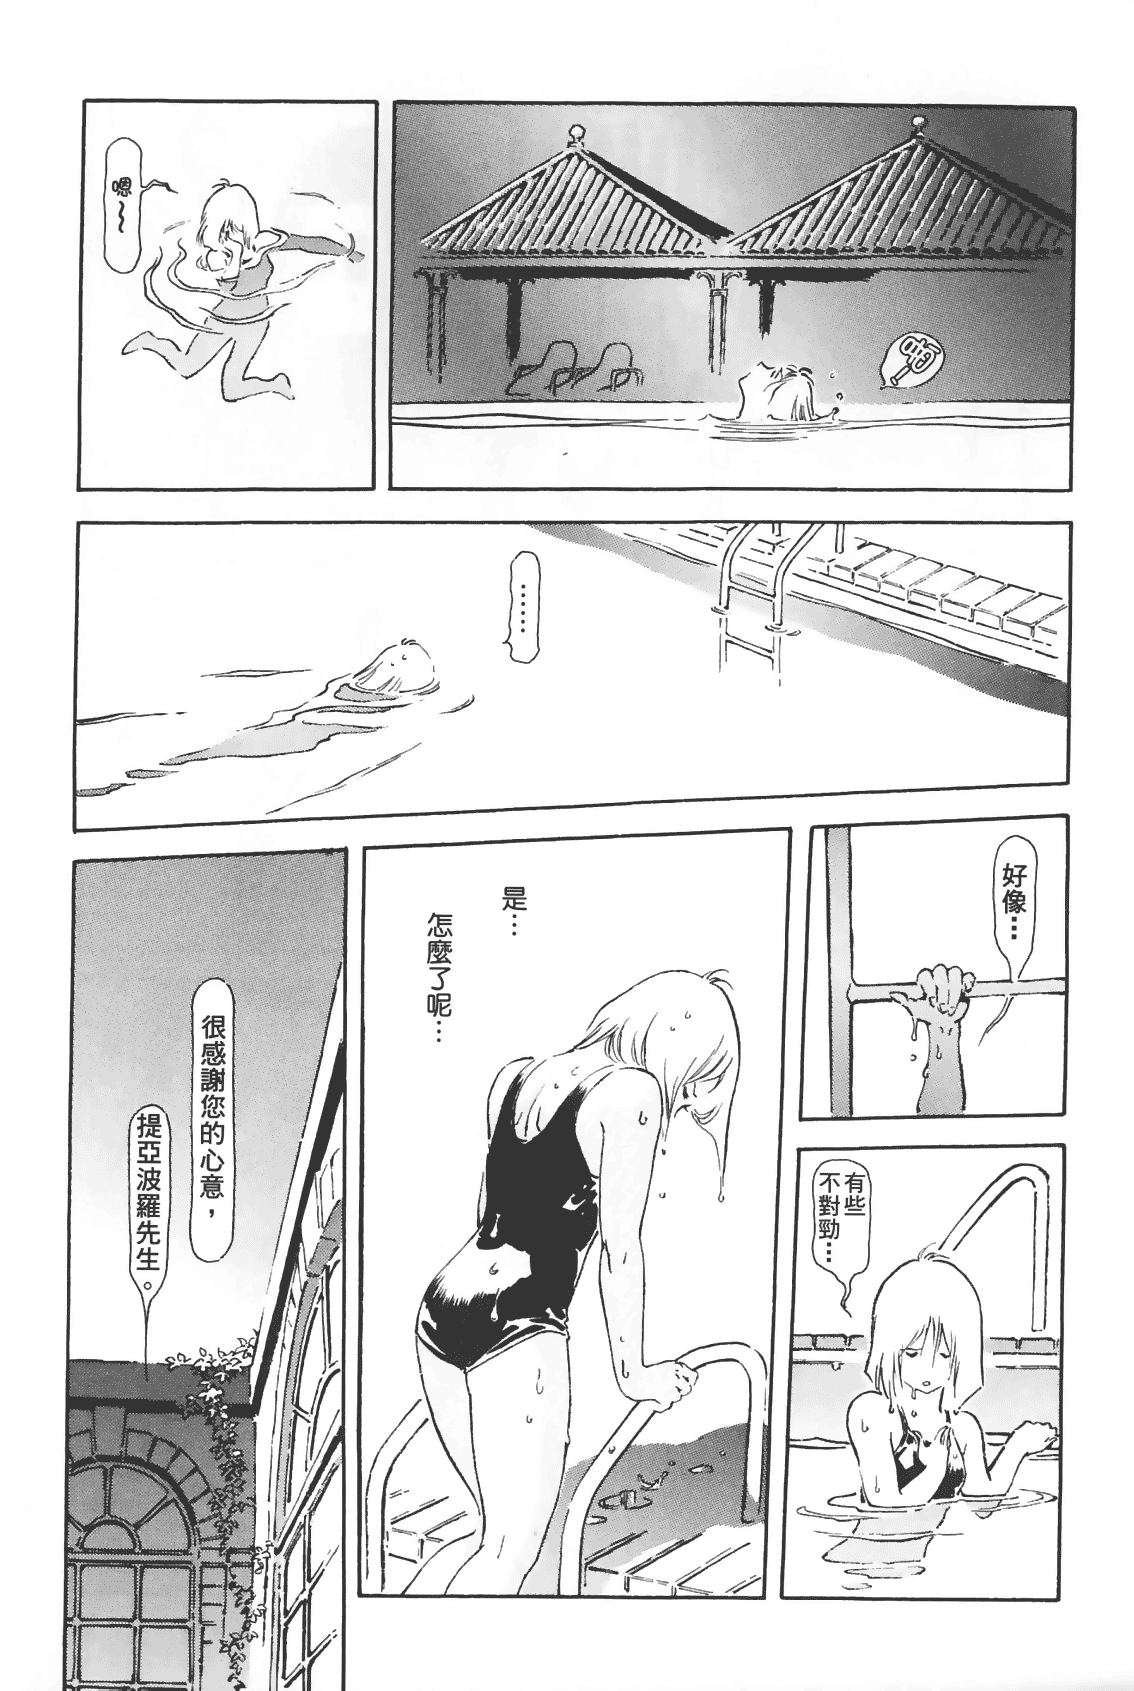 喲
嗯～
……
好像…
有些
不對勁…
是…
怎麼了呢…
很感謝您的心意，
提亞波羅先生。